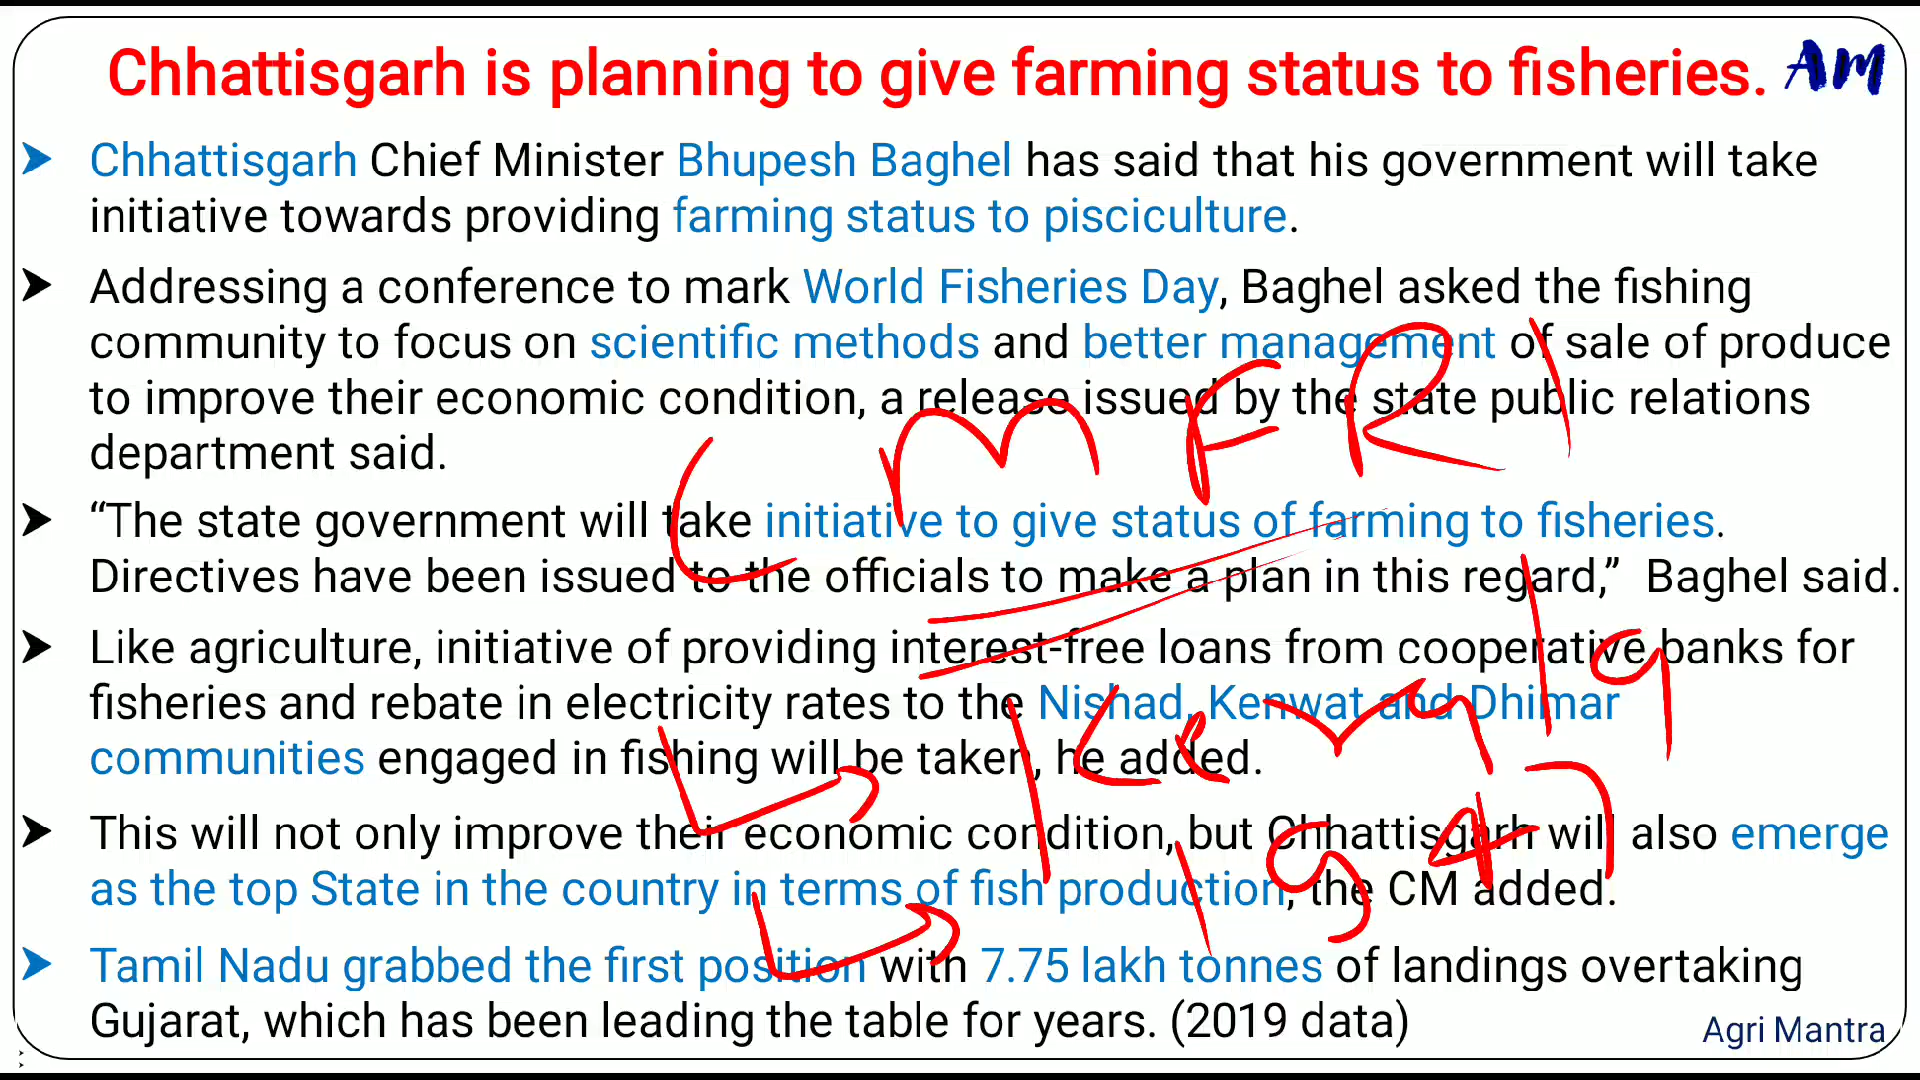 Chhattisgarh is planning to give farming status to fisheries. AM
➤ Chhattisgarh Chief Minister Bhupesh Baghel has said that his government will take
initiative towards providing farming status to pisciculture.
➤ Addressing a conference to mark World Fisheries Day, Baghel asked the fishing
community to focus on scientific methods and better management of sale of produce
to improve their economic condition, a release issued by the state public relations
department said.
CMFRI
➤ “The state government will take initiative to give status of farming to fisheries.
Directives have been issued to the officials to make a plan in this regard,” Baghel said.
➤ Like agriculture, initiative of providing interest-free loans from cooperative banks for
fisheries and rebate in electricity rates to the Nishad, Kenwat and Dhimar
communities engaged in fishing will be taken, he added.
➤ This will not only improve their economic condition, but Chhattisgarh will also emerge
as the top State in the country in terms of fish production, the CM added.
1947
➤ Tamil Nadu grabbed the first position with 7.75 lakh tonnes of landings overtaking
Gujarat, which has been leading the table for years. (2019 data)
Agri Mantra